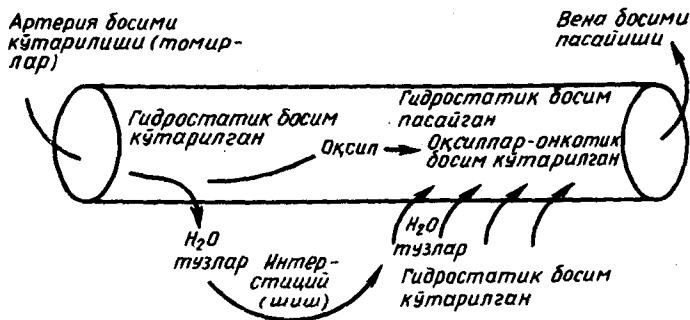 Артерия босими
кўтарилиши (томир-
лар)
Вена босими
пасайиши
Гидростатик босим
кўтарилган
Гидростатик босим
пасайган
Оқсил
Оқсиллар-онкотик
босим кўтарилган
H₂O
тузлар
Интер-
стиций
(шиш)
H₂O
тузлар
Гидростатик босим
кўтарилган